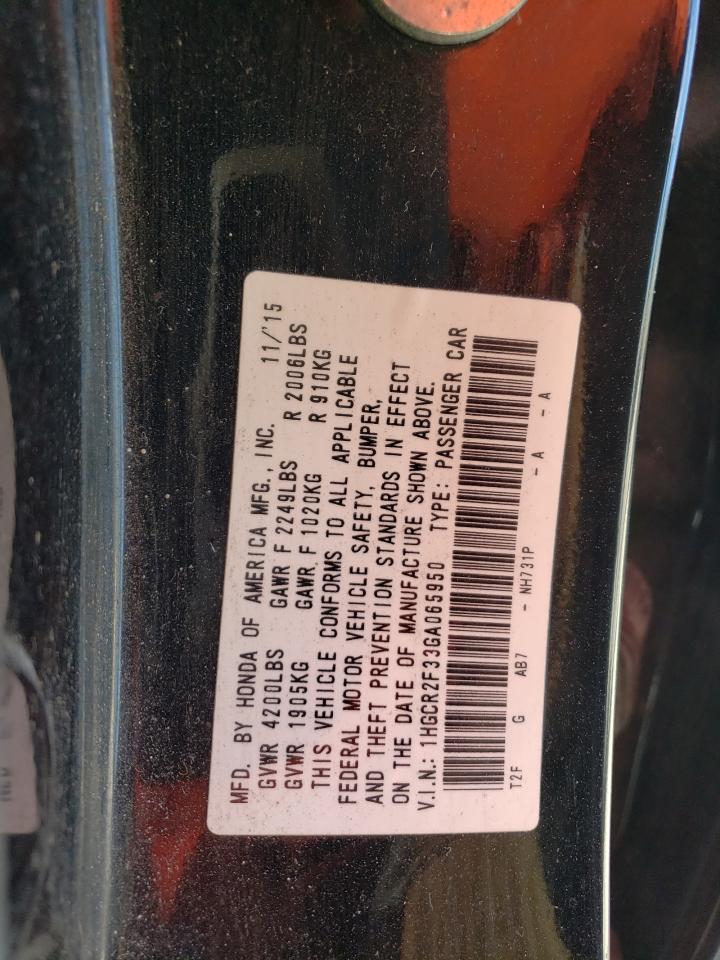 MFD. BY HONDA OF AMERICA MFG., INC. 11/'15
GVWR 4200LBS GAWR F 2249LBS R 2006LBS
GVWR 1905KG GAWR F 1020KG R 910KG
THIS VEHICLE CONFORMS TO ALL APPLICABLE
FEDERAL MOTOR VEHICLE SAFETY, BUMPER,
AND THEFT PREVENTION STANDARDS IN EFFECT
ON THE DATE OF MANUFACTURE SHOWN ABOVE.
V.I.N.: 1HGCR2F33GA065950 TYPE: PASSENGER CAR
T2F G AB7 - NH731P - A - A